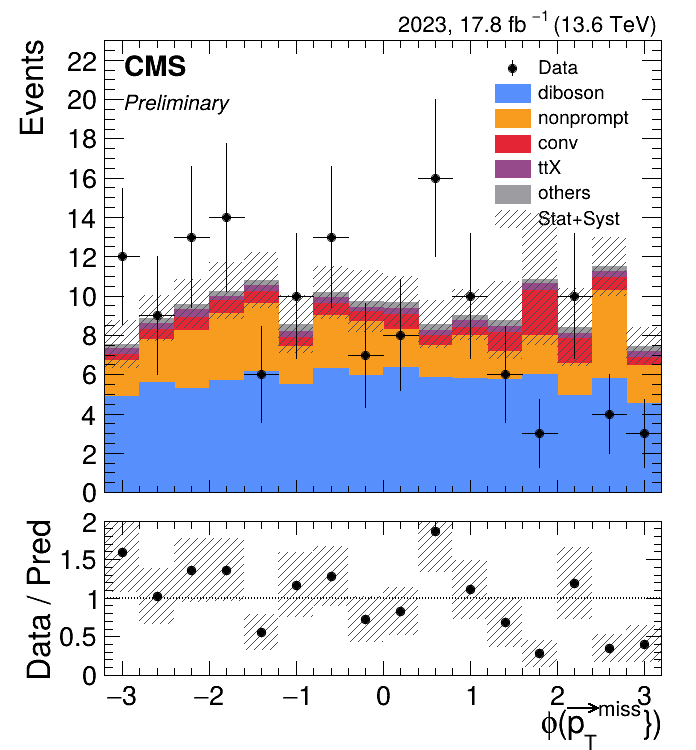 2023, 17.8 fb⁻¹ (13.6 TeV)
Events
CMS
Preliminary
Data
diboson
nonprompt
conv
ttX
others
Stat+Syst
22
20
18
16
14
12
10
8
6
4
2
0
Data / Pred
2
1.5
1
0.5
0
−3 −2 −1 0 1 2 3
ϕ(p_T^miss})